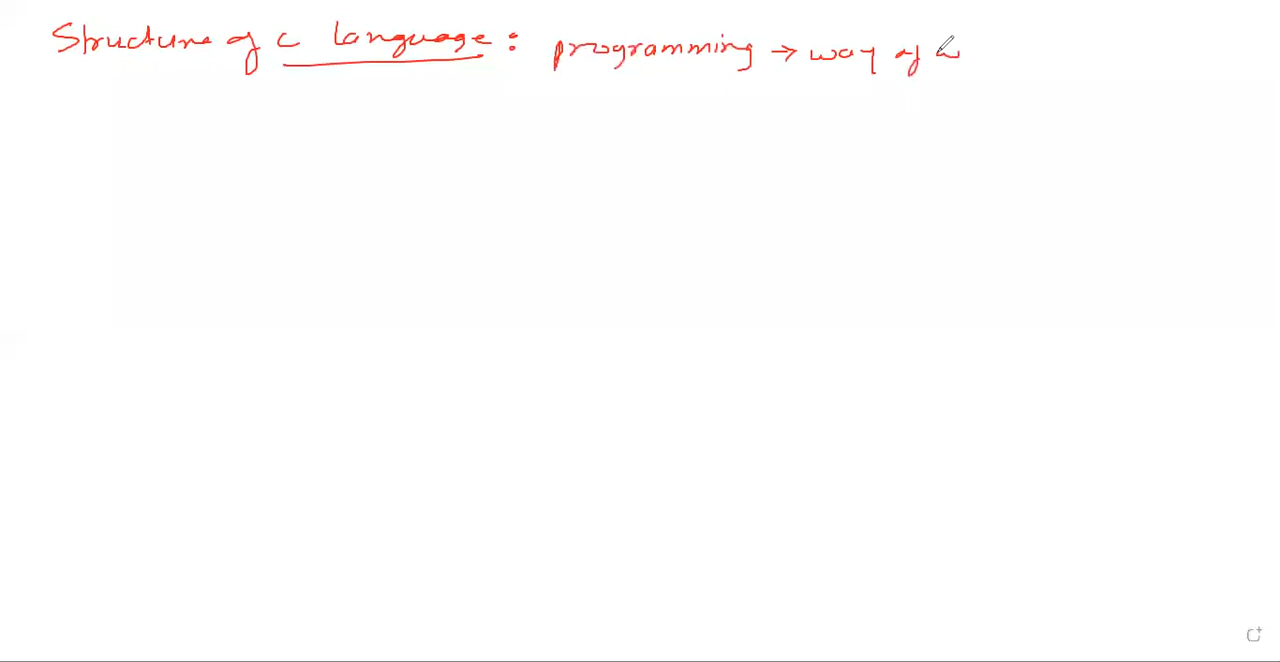 Structure of c language : programming → way of